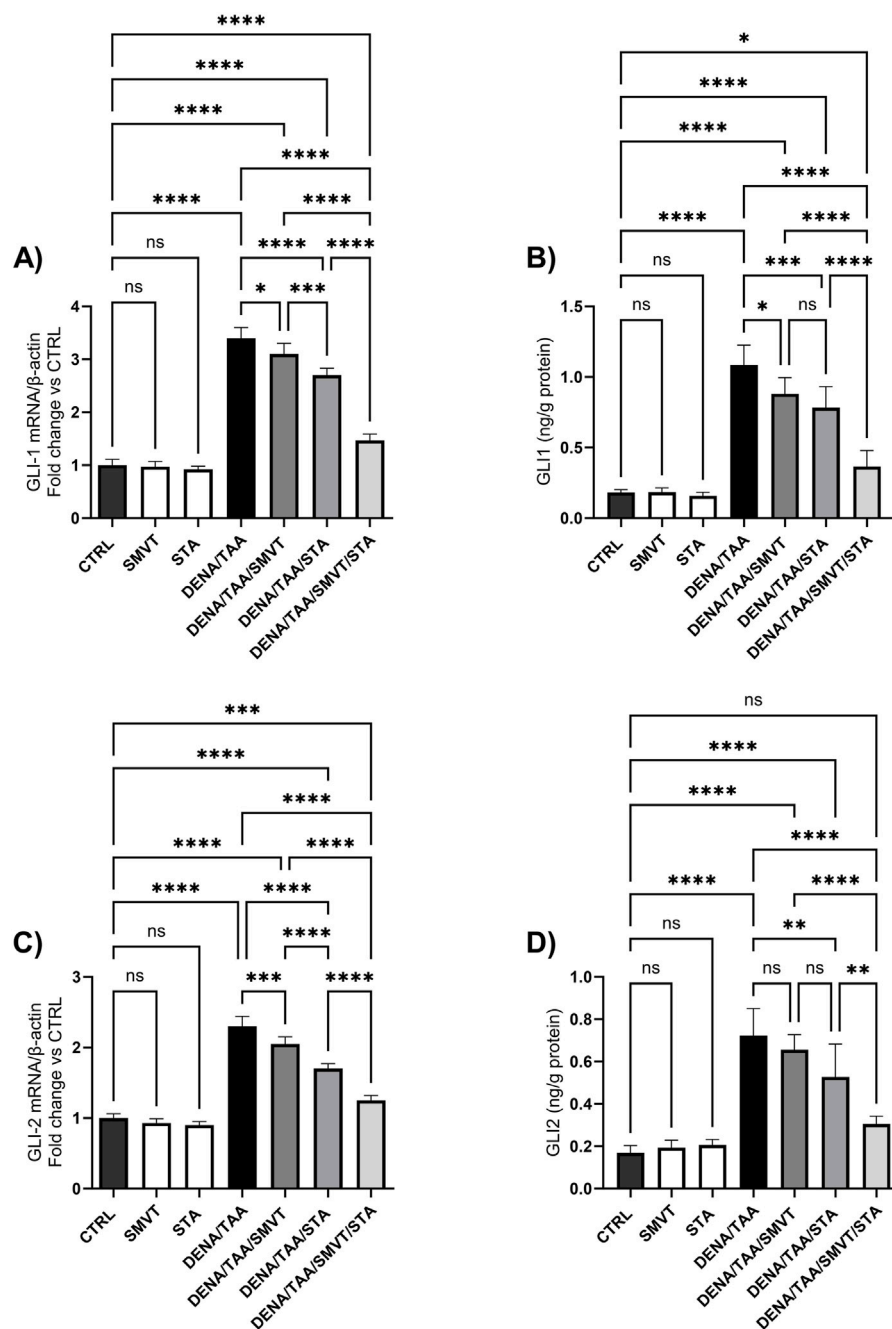 ****
****
****
****
****
****
ns
****
****
*
***
ns
A)
4
3
2
1
0
GLI-1 mRNA/β-actin
Fold change vs CTRL
CTRL
SMVT
STA
DENA/TAA
DENA/TAA/SMVT
DENA/TAA/STA
DENA/TAA/SMVT/STA
*
****
****
****
****
****
ns
***
****
ns
*
ns
B)
1.5
1.0
0.5
0.0
GLI1 (ng/g protein)
CTRL
SMVT
STA
DENA/TAA
DENA/TAA/SMVT
DENA/TAA/STA
DENA/TAA/SMVT/STA
***
****
****
****
****
****
****
ns
****
ns
***
****
C)
3
2
1
0
GLI-2 mRNA/β-actin
Fold change vs CTRL
CTRL
SMVT
STA
DENA/TAA
DENA/TAA/SMVT
DENA/TAA/STA
DENA/TAA/SMVT/STA
ns
****
****
****
****
****
ns
**
ns
ns
ns
**
D)
1.0
0.8
0.6
0.4
0.2
0.0
GLI2 (ng/g protein)
CTRL
SMVT
STA
DENA/TAA
DENA/TAA/SMVT
DENA/TAA/STA
DENA/TAA/SMVT/STA